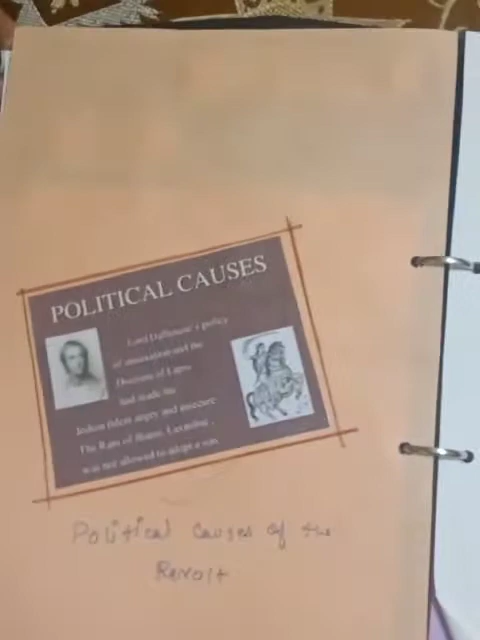 POLITICAL CAUSES
Lord Dalhousie's policy
of annexation and the
Doctrine of Lapse
had made the
Indian rulers angry and insecure.
The Rani of Jhansi, Laxmibai,
was not allowed to adopt a son.
Political Causes of the
Revolt